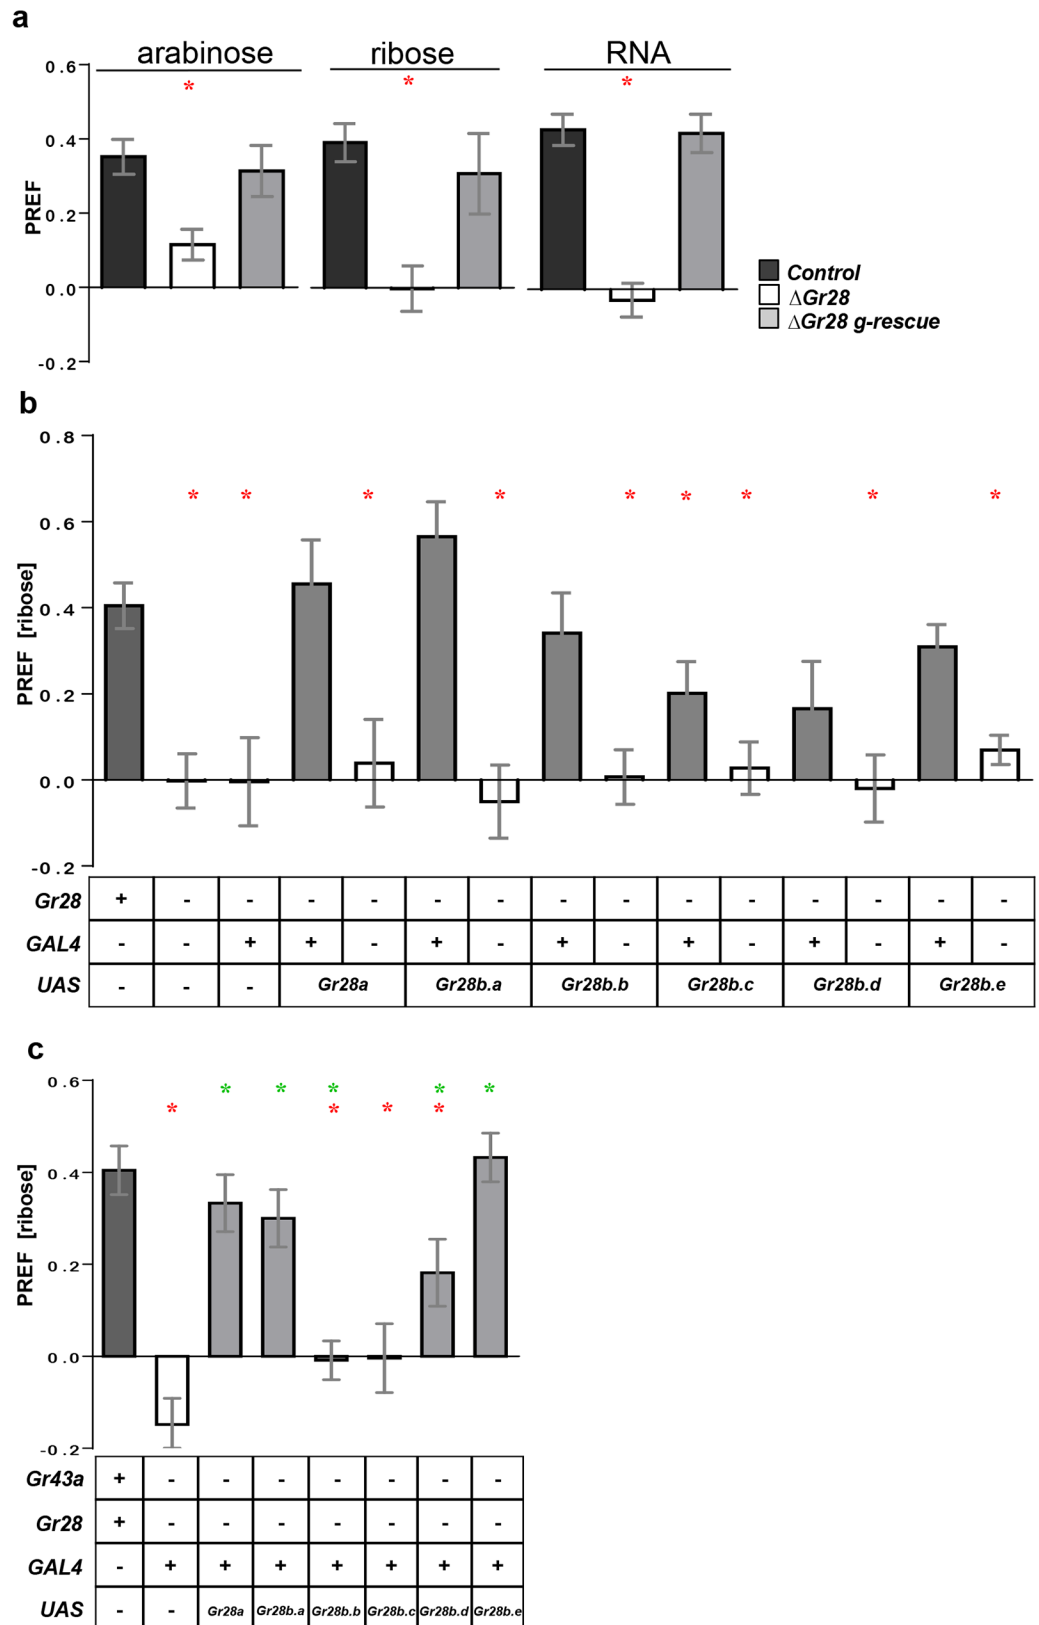 a
arabinose ribose RNA
* * *
0.6
0.4
0.2
0.0
-0.2
PREF
Control
ΔGr28
ΔGr28 g-rescue
b
0.8
0.6
0.4
0.2
0.0
-0.2
PREF [ribose]
* * * * * * * * *
Gr28 + - - - - - - - - - - - - - -
GAL4 - - + + - + - + - + - + - + -
UAS - - - Gr28a Gr28b.a Gr28b.b Gr28b.c Gr28b.d Gr28b.e
c
0.6
0.4
0.2
0.0
-0.2
PREF [ribose]
* * * * *
* * * *
Gr43a + - - - - - - -
Gr28 + - - - - - - -
GAL4 - + + + + + + +
UAS - - Gr28a Gr28b.a Gr28b.b Gr28b.c Gr28b.d Gr28b.e